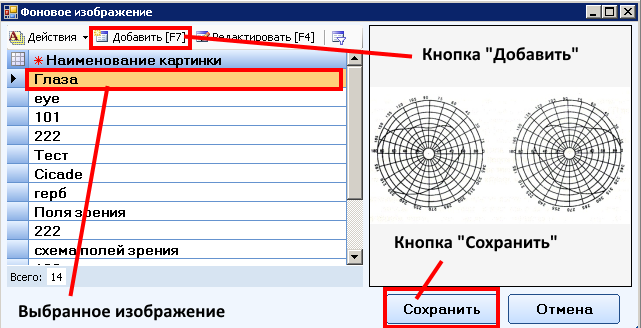 Фоновое изображение
Действия Добавить [F7] Редактировать [F4]
Кнопка "Добавить"
* Наименование картинки
Глаза
eye
101
222
Тест
Cicade
герб
Поля зрения
222
схема полей зрения
Всего: 14
Кнопка "Сохранить"
Выбранное изображение
Сохранить Отмена